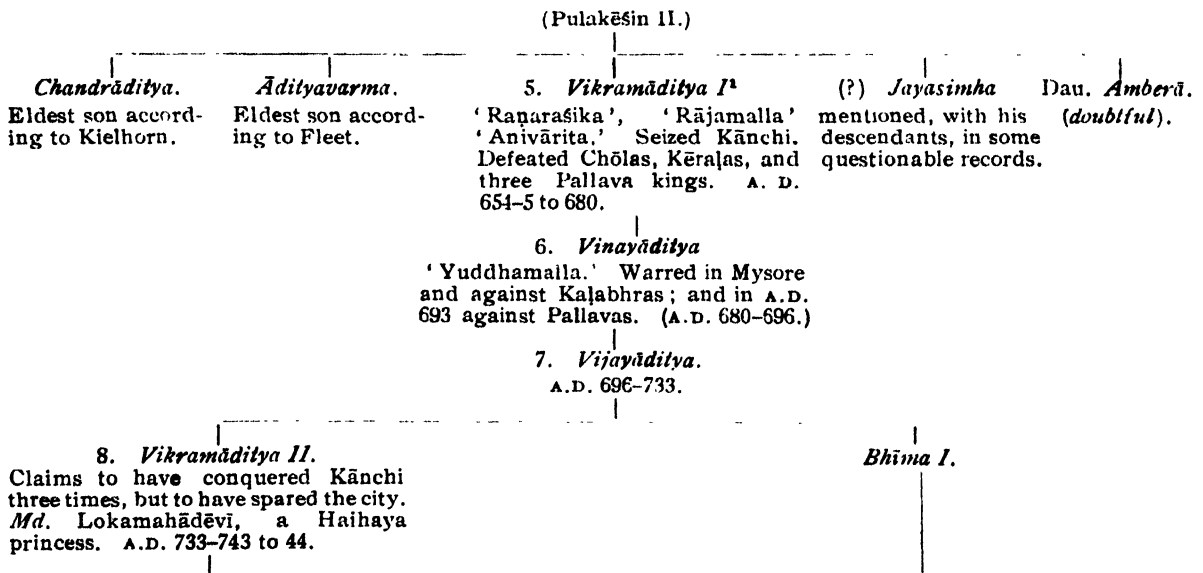 (Pulakēśin II.)
Chandrāditya.
Eldest son accord-
ing to Kielhorn.
Ādityavarma.
Eldest son accord-
ing to Fleet.
5. Vikramāditya I¹
'Raṇaraśika', 'Rājamalla'
'Anivārita.' Seized Kānchi.
Defeated Chōlas, Kēraḷas, and
three Pallava kings. A. D.
654–5 to 680.
(?) Jayasimha
mentioned, with his
descendants, in some
questionable records.
Dau. Amberā.
(doubtful).
6. Vinayāditya
'Yuddhamalla.' Warred in Mysore
and against Kaḷabhras; and in A.D.
693 against Pallavas. (A.D. 680–696.)
7. Vijayāditya.
A.D. 696–733.
8. Vikramāditya II.
Claims to have conquered Kānchi
three times, but to have spared the city.
Md. Lokamahādēvī, a Haihaya
princess. A.D. 733–743 to 44.
Bhīma I.